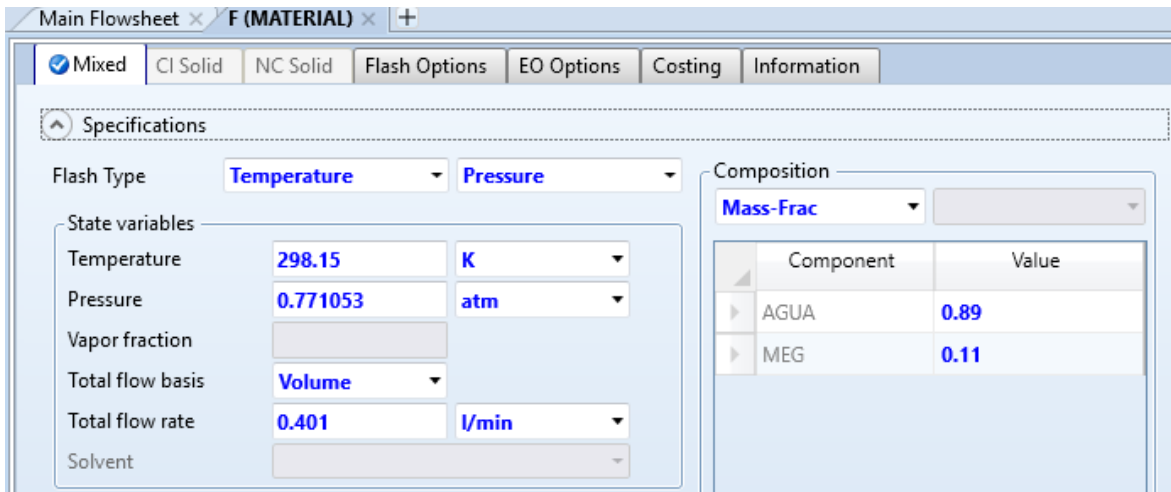 Main Flowsheet × F (MATERIAL) × +
Mixed CI Solid NC Solid Flash Options EO Options Costing Information
Specifications
Flash Type Temperature Pressure
State variables
Temperature 298.15 K
Pressure 0.771053 atm
Vapor fraction
Total flow basis Volume
Total flow rate 0.401 l/min
Solvent
Composition
Mass-Frac
Component Value
AGUA 0.89
MEG 0.11